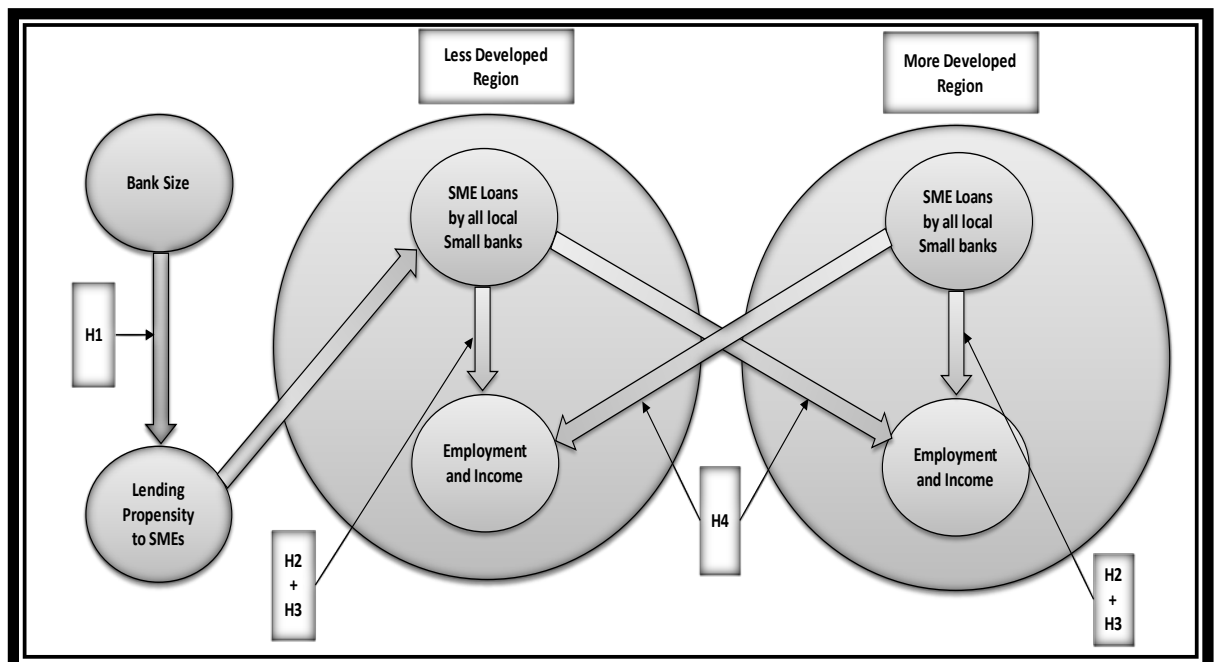 Less Developed
Region
More Developed
Region
Bank Size
SME Loans
by all local
Small banks
SME Loans
by all local
Small banks
H1
Employment
and Income
Employment
and Income
Lending
Propensity
to SMEs
H4
H2
+
H3
H2
+
H3